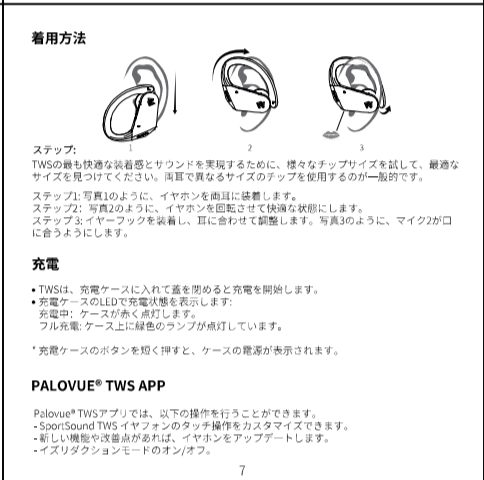 着用方法
1 2 3
ステップ:
TWSの最も快適な装着感とサウンドを実現するために、様々なチップサイズを試して、最適な
サイズを見つけてください。両耳で異なるサイズのチップを使用するのが一般的です。
ステップ1: 写真1のように、イヤホンを両耳に装着します。
ステップ2: 写真2のように、イヤホンを回転させて快適な状態にします。
ステップ 3: イヤーフックを装着し、耳に合わせて調整します。写真3のように、マイク2が口
に合うようにします。
充電
• TWSは、充電ケースに入れて蓋を閉めると充電を開始します。
• 充電ケースのLEDで充電状態を表示します:
充電中: ケースが赤く点灯します。
フル充電: ケース上に緑色のランプが点灯しています。
* 充電ケースのボタンを短く押すと、ケースの電源が表示されます。
PALOVUE® TWS APP
Palovue® TWSアプリでは、以下の操作を行うことができます。
- SportSound TWS イヤフォンのタッチ操作をカスタマイズできます。
- 新しい機能や改善点があれば、イヤホンをアップデートします。
- イズリダクションモードのオン/オフ。
7